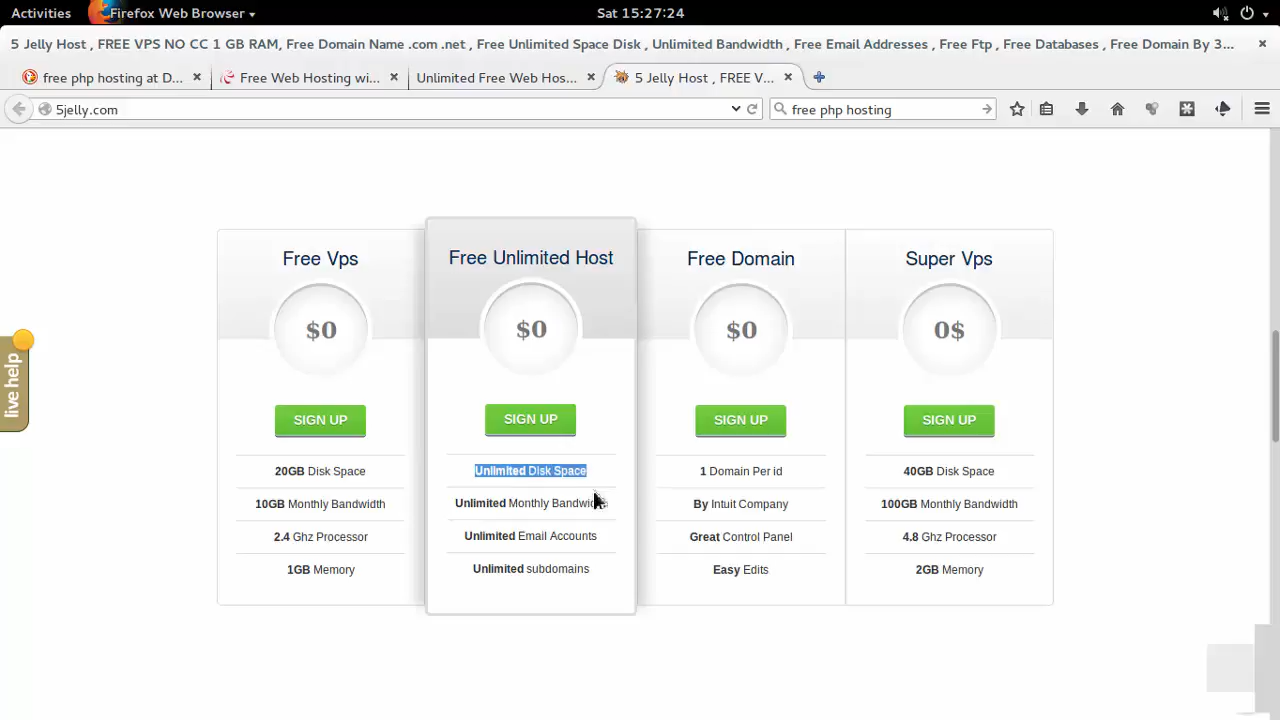 Activities Firefox Web Browser Sat 15:27:24
5 Jelly Host , FREE VPS NO CC 1 GB RAM, Free Domain Name .com .net , Free Unlimited Space Disk , Unlimited Bandwidth , Free Email Addresses , Free Ftp , Free Databases , Free Domain By 3...
free php hosting at D... Free Web Hosting wi... Unlimited Free Web Hos... 5 Jelly Host , FREE V...
5jelly.com free php hosting
Free Vps Free Unlimited Host Free Domain Super Vps
$0 $0 $0 0$
live help
SIGN UP SIGN UP SIGN UP SIGN UP
20GB Disk Space Unlimited Disk Space 1 Domain Per id 40GB Disk Space
10GB Monthly Bandwidth Unlimited Monthly Bandwidth By Intuit Company 100GB Monthly Bandwidth
2.4 Ghz Processor Unlimited Email Accounts Great Control Panel 4.8 Ghz Processor
1GB Memory Unlimited subdomains Easy Edits 2GB Memory